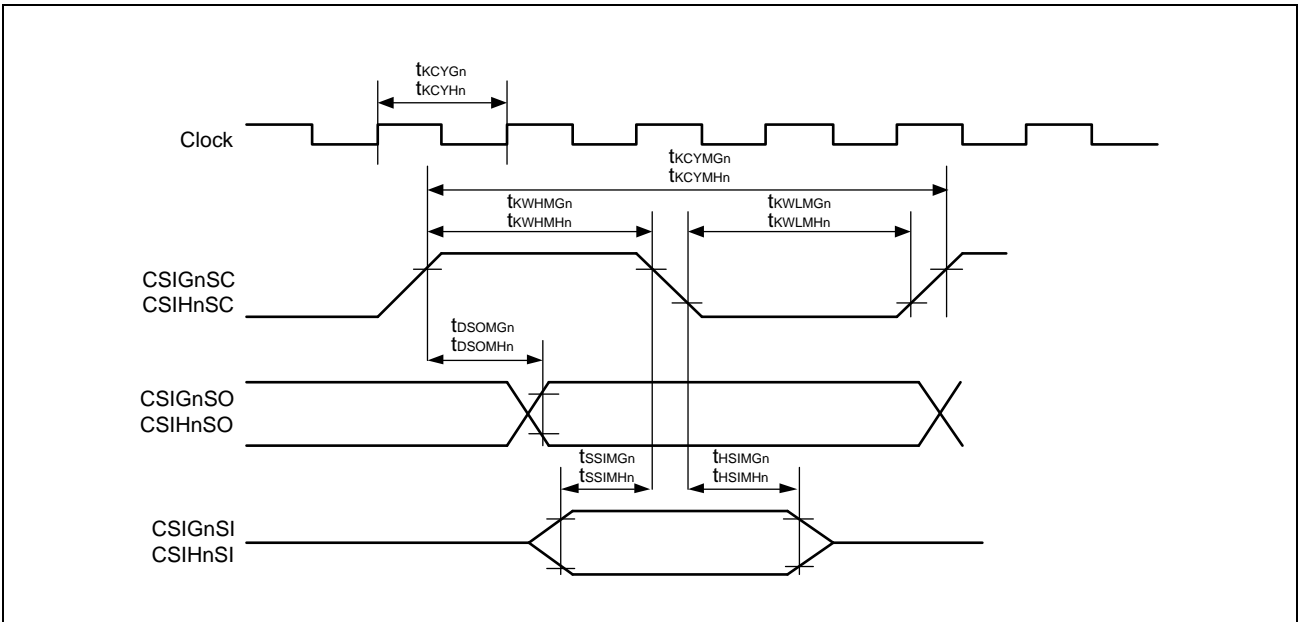 tKCYGn
tKCYHn
Clock
tKCYMGn
tKCYMHn
tKWHMGn
tKWHMHn
tKWLMGn
tKWLMHn
CSIGnSC
CSIHnSC
tDSOMGn
tDSOMHn
CSIGnSO
CSIHnSO
tSSIMGn
tSSIMHn
tHSIMGn
tHSIMHn
CSIGnSI
CSIHnSI